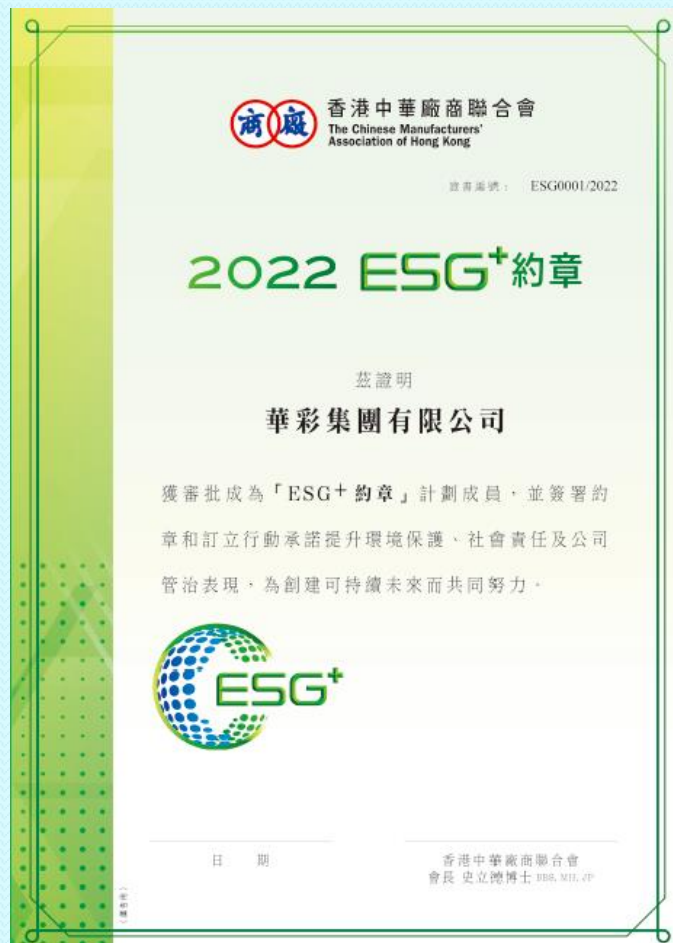 商 廠 香港中華廠商聯合會
The Chinese Manufacturers'
Association of Hong Kong
證書編號： ESG0001/2022
2022 ESG+約章
茲證明
華彩集團有限公司
獲審批成為「ESG+ 約章」計劃成員，並簽署約
章和訂立行動承諾提升環境保護、社會責任及公司
管治表現，為創建可持續未來而共同努力。
ESG+
日 期
香港中華廠商聯合會
會長 史立德博士 BBS, MH, JP